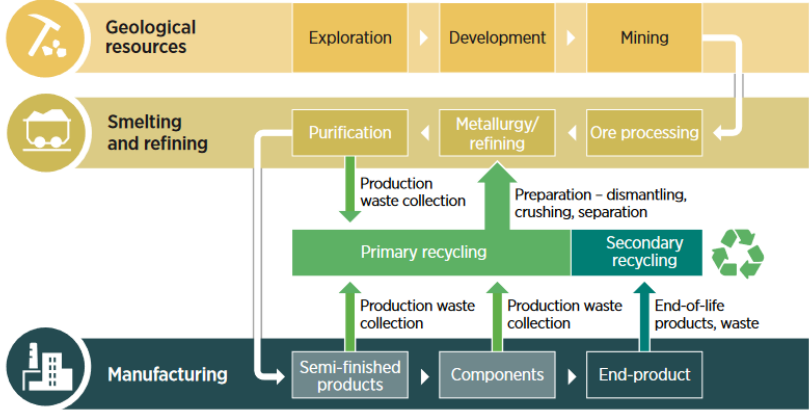 Geological
resources
Exploration
Development
Mining
Smelting
and refining
Purification
Metallurgy/
refining
Ore processing
Production
waste collection
Preparation – dismantling,
crushing, separation
Primary recycling
Secondary
recycling
Production waste
collection
Production waste
collection
End-of-life
products, waste
Manufacturing
Semi-finished
products
Components
End-product